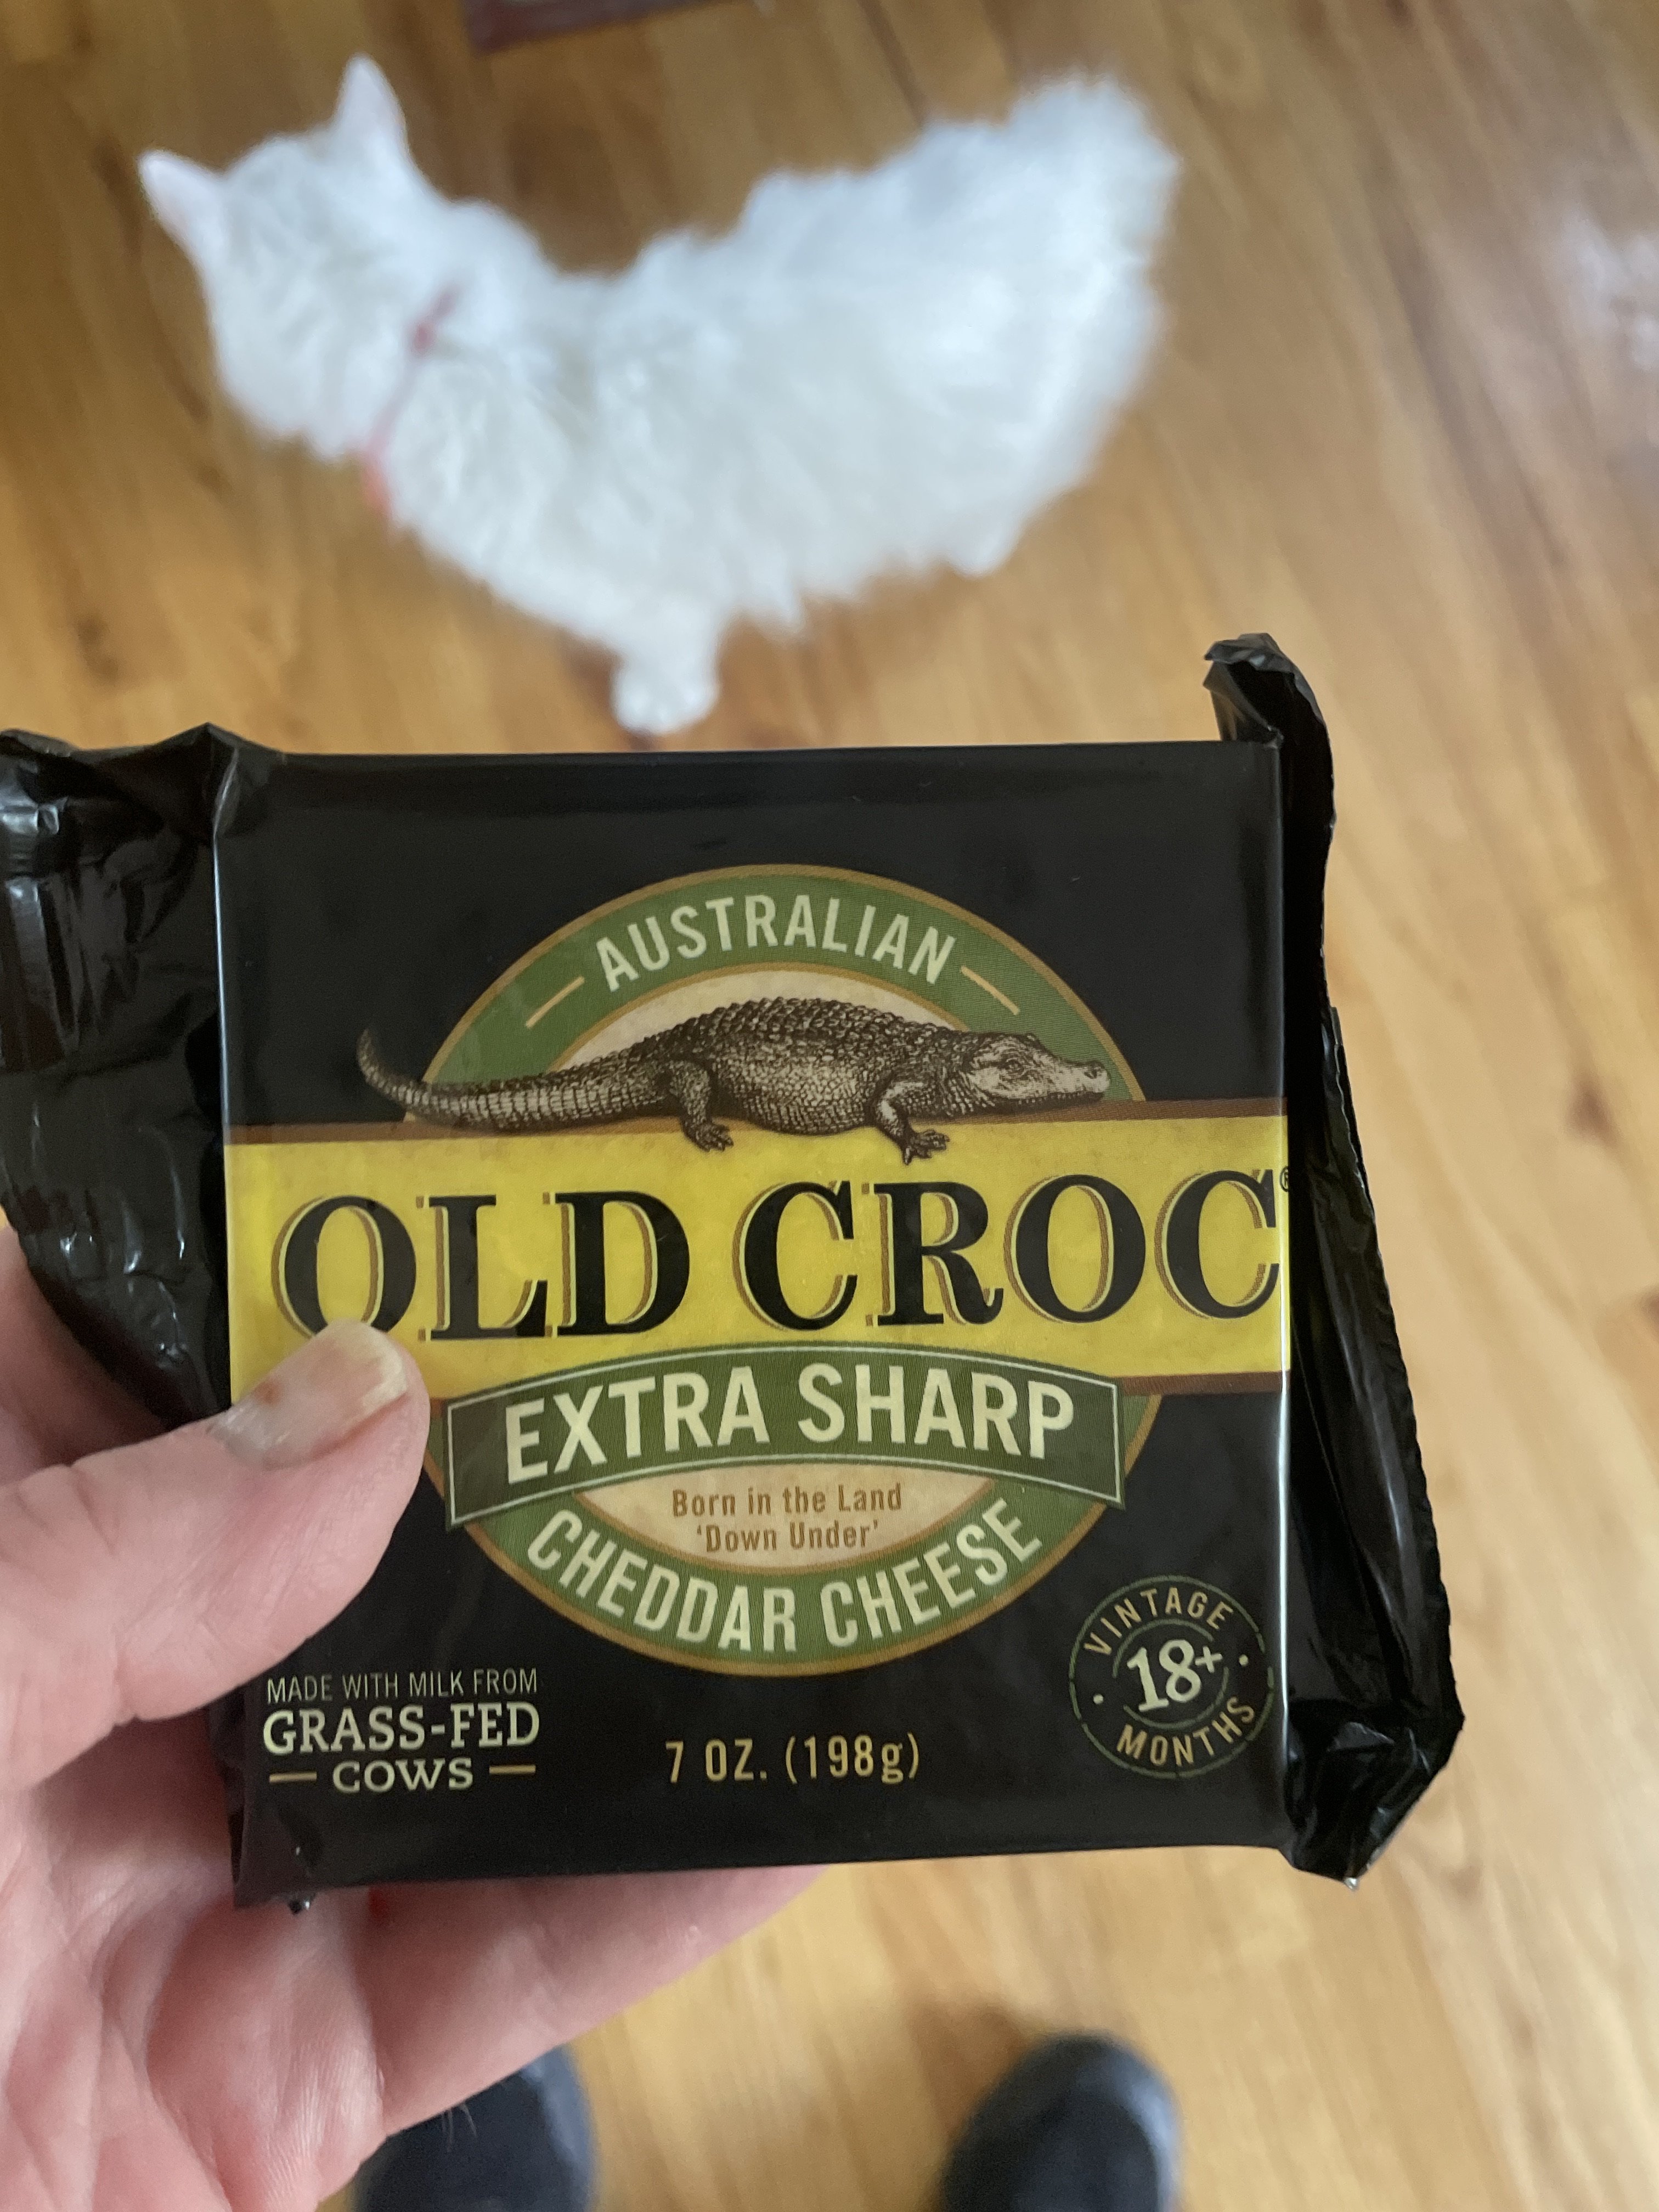 AUSTRALIAN
OLD CROC®
EXTRA SHARP
Born in the Land
'Down Under'
CHEDDAR CHEESE
MADE WITH MILK FROM
GRASS-FED
COWS
7 OZ. (198g)
VINTAGE
18+
MONTHS